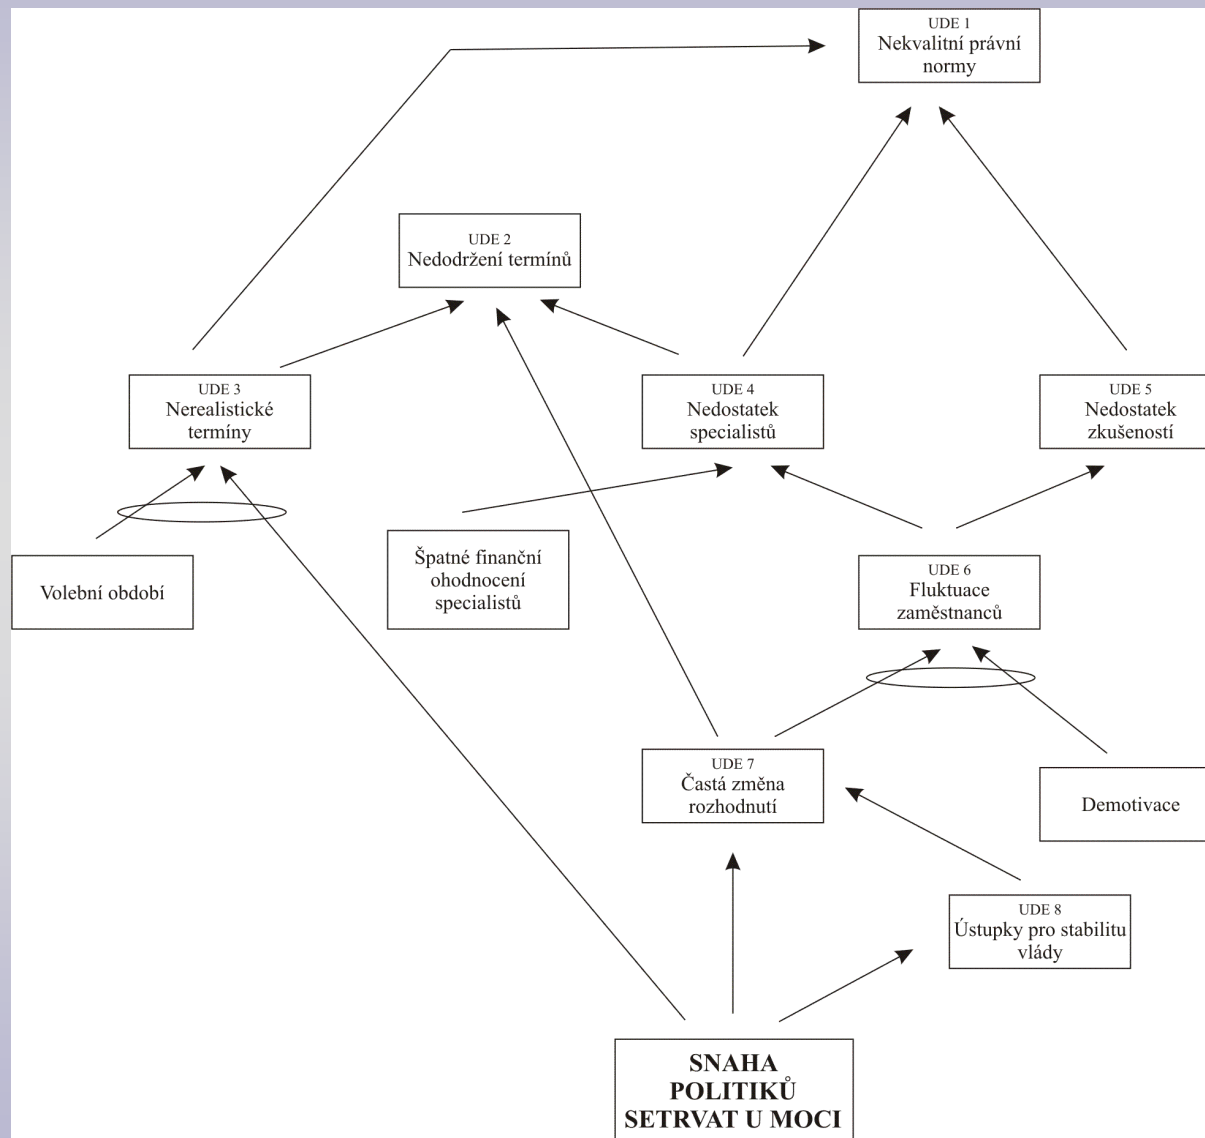 UDE 1
Nekvalitní právní
normy
UDE 2
Nedodržení termínů
UDE 3
Nerealistické
termíny
UDE 4
Nedostatek
specialistů
UDE 5
Nedostatek
zkušeností
Volební období
Špatné finanční
ohodnocení
specialistů
UDE 6
Fluktuace
zaměstnanců
UDE 7
Častá změna
rozhodnutí
Demotivace
UDE 8
Ústupky pro stabilitu
vlády
SNAHA
POLITIKŮ
SETRVAT U MOCI